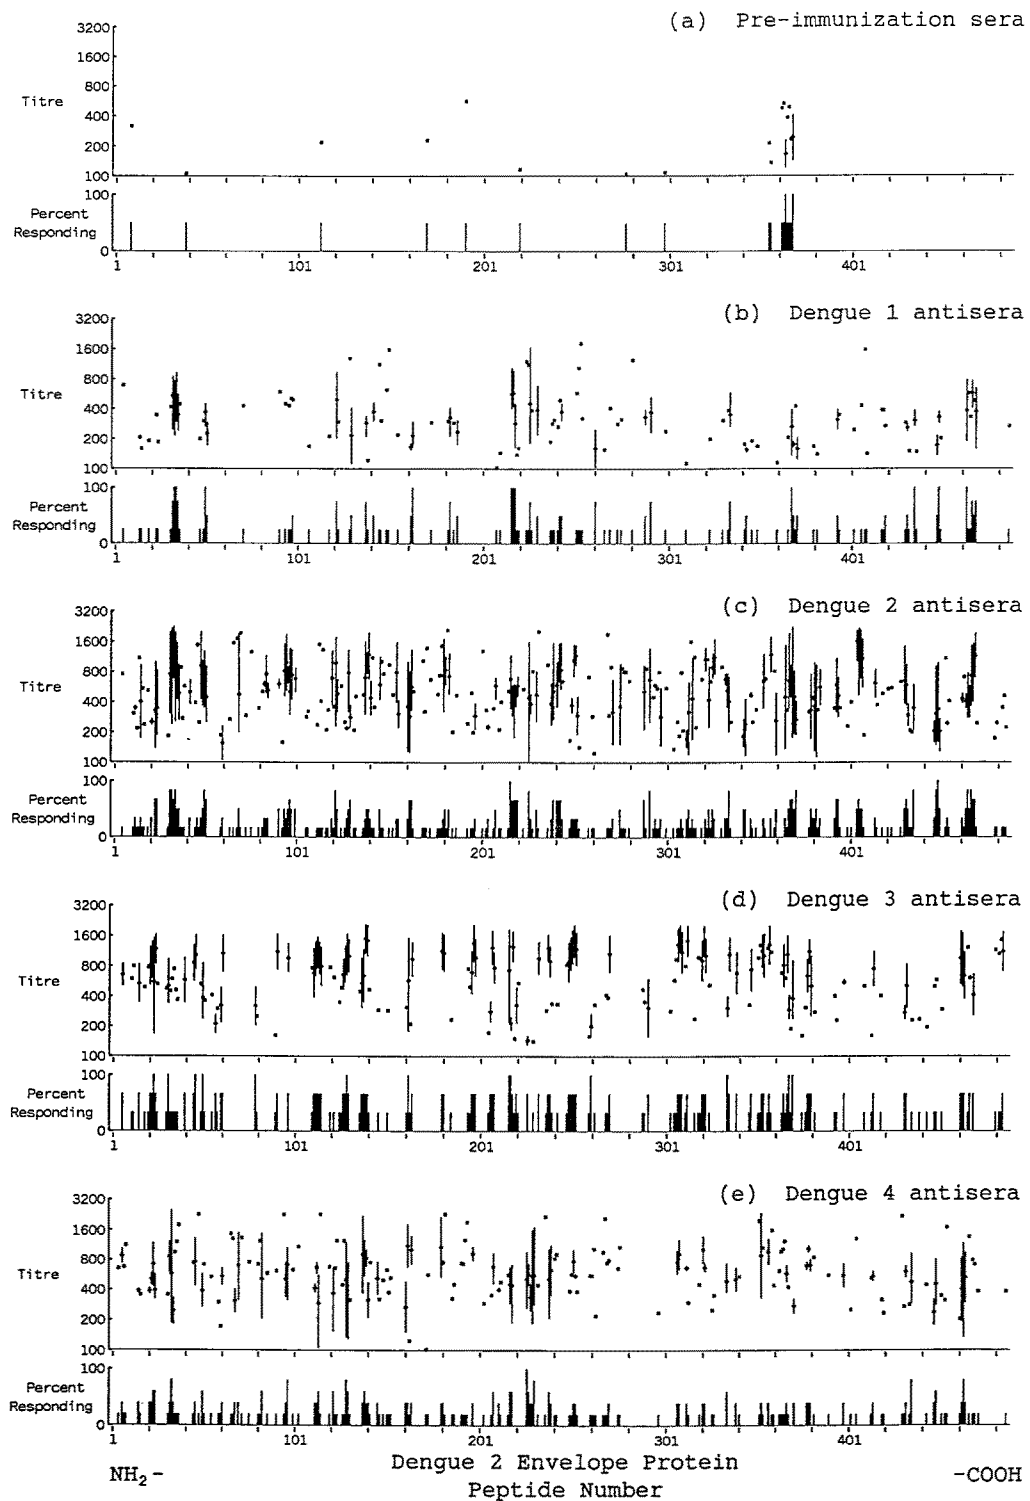 (a) Pre-immunization sera
3200
1600
800
Titre
400
200
100
100
Percent
Responding
0
1 101 201 301 401
(b) Dengue 1 antisera
3200
1600
800
Titre
400
200
100
100
Percent
Responding
0
1 101 201 301 401
(c) Dengue 2 antisera
3200
1600
800
Titre
400
200
100
100
Percent
Responding
0
1 101 201 301 401
(d) Dengue 3 antisera
3200
1600
800
Titre
400
200
100
100
Percent
Responding
0
1 101 201 301 401
(e) Dengue 4 antisera
3200
1600
800
Titre
400
200
100
100
Percent
Responding
0
1 101 201 301 401
NH₂- Dengue 2 Envelope Protein -COOH
Peptide Number